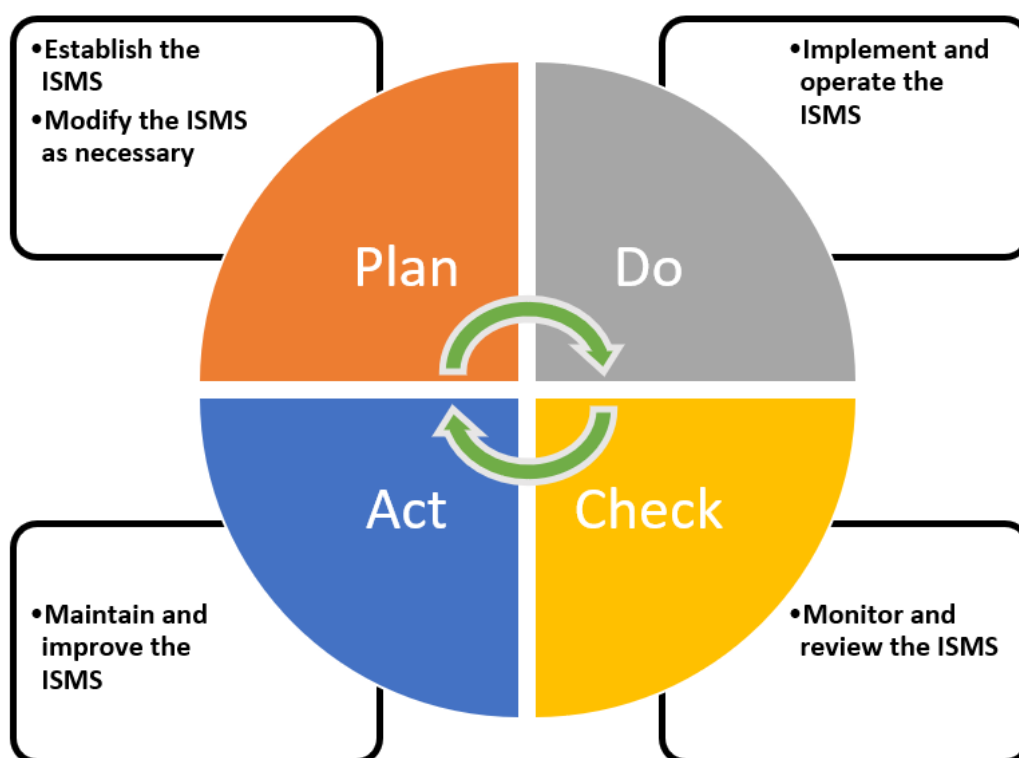 •Establish the
ISMS
•Modify the ISMS
as necessary
•Implement and
operate the
ISMS
Plan
Do
Act
Check
•Maintain and
improve the
ISMS
•Monitor and
review the ISMS